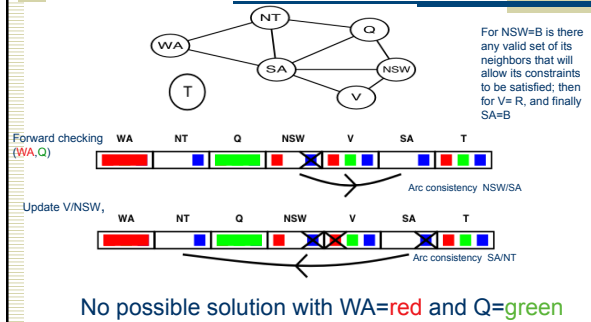 NT
Q
WA
SA
NSW
T
V
For NSW=B is there
any valid set of its
neighbors that will
allow its constraints
to be satisfied; then
for V= R, and finally
SA=B
Forward checking
(WA,Q)
WA NT Q NSW V SA T
Arc consistency NSW/SA
Update V/NSW,
WA NT Q NSW V SA T
Arc consistency SA/NT
No possible solution with WA=red and Q=green